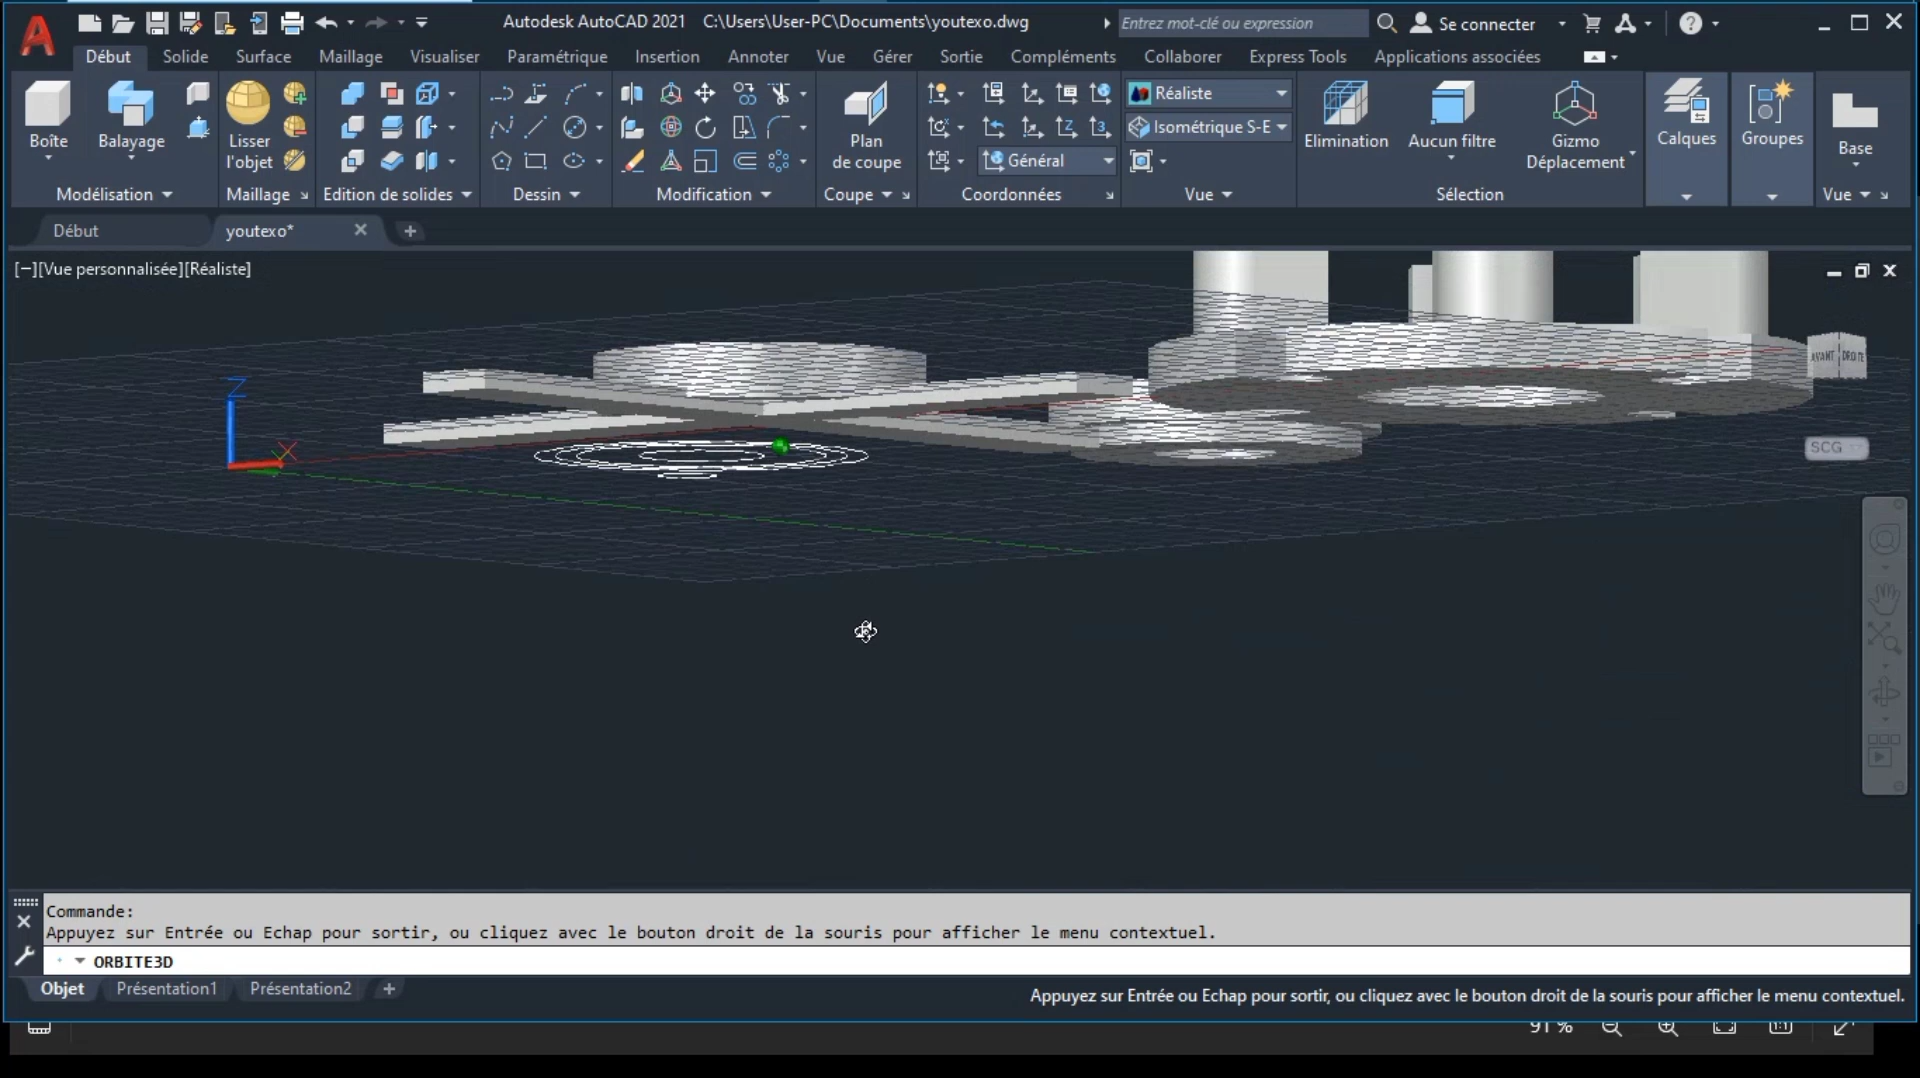 Autodesk AutoCAD 2021 C:\Users\User-PC\Documents\youtexo.dwg Entrez mot-clé ou expression Se connecter
Début Solide Surface Maillage Visualiser Paramétrique Insertion Annoter Vue Gérer Sortie Compléments Collaborer Express Tools Applications associées
Réaliste
Isométrique S-E
Général
Boîte Balayage
Lisser
l'objet
Plan
de coupe
Elimination Aucun filtre
Gizmo
Déplacement
Calques Groupes Base
Modélisation Maillage Edition de solides Dessin Modification Coupe Coordonnées Vue Sélection Vue
Début youtexo*
[−][Vue personnalisée][Réaliste]
AVANT DROITE
Z
X
SCG
Commande:
Appuyez sur Entrée ou Echap pour sortir, ou cliquez avec le bouton droit de la souris pour afficher le menu contextuel.
ORBITE3D
Objet Présentation1 Présentation2 +
Appuyez sur Entrée ou Echap pour sortir, ou cliquez avec le bouton droit de la souris pour afficher le menu contextuel.
91 % 1:1